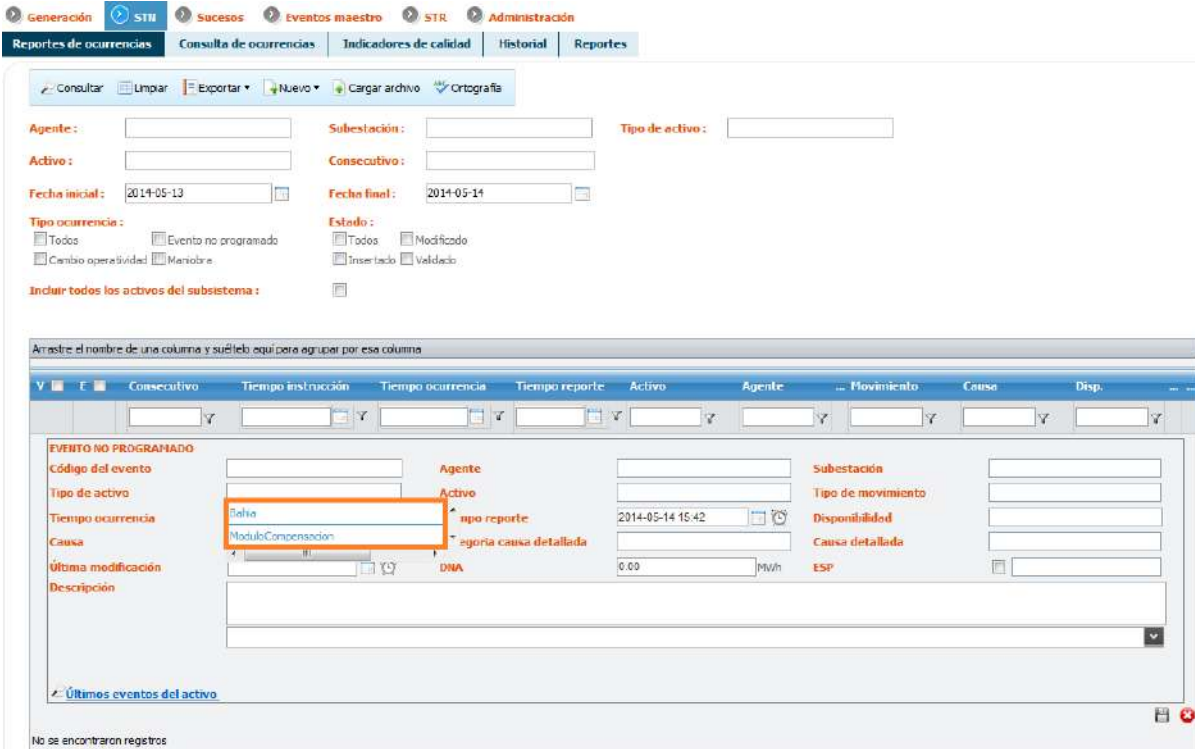 Generación STN Sucesos Eventos maestro STR Administración
Reportes de ocurrencias Consulta de ocurrencias Indicadores de calidad Historial Reportes
Consultar Limpiar Exportar Nuevo Cargar archivo Ortografía
Agente : Subestación : Tipo de activo :
Activo : Consecutivo :
Fecha inicial : 2014-05-13 Fecha final : 2014-05-14
Tipo ocurrencia : Estado :
Todos Evento no programado Todos Modificado
Cambio operatividad Maniobra Insertado Validado
Incluir todos los activos del subsistema :
Arrastre el nombre de una columna y suéltelo aquí para agrupar por esa columna
V E Consecutivo Tiempo instrucción Tiempo ocurrencia Tiempo reporte Activo Agente ... Movimiento Causa Disp. ... ...
EVENTO NO PROGRAMADO
Código del evento Agente Subestación
Tipo de activo Activo Tipo de movimiento
Tiempo ocurrencia Bahia mpo reporte 2014-05-14 15:42 Disponibilidad
Causa ModuloCompensacion egoría causa detallada Causa detallada
Última modificación DNA 0.00 MWh ESP
Descripción
Últimos eventos del activo
No se encontraron registros